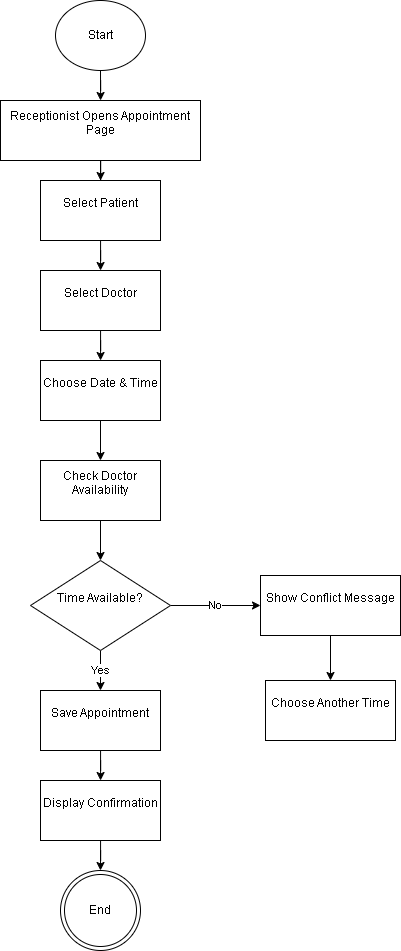 Start
Receptionist Opens Appointment
Page
Select Patient
Select Doctor
Choose Date & Time
Check Doctor
Availability
Time Available?
No
Show Conflict Message
Yes
Choose Another Time
Save Appointment
Display Confirmation
End